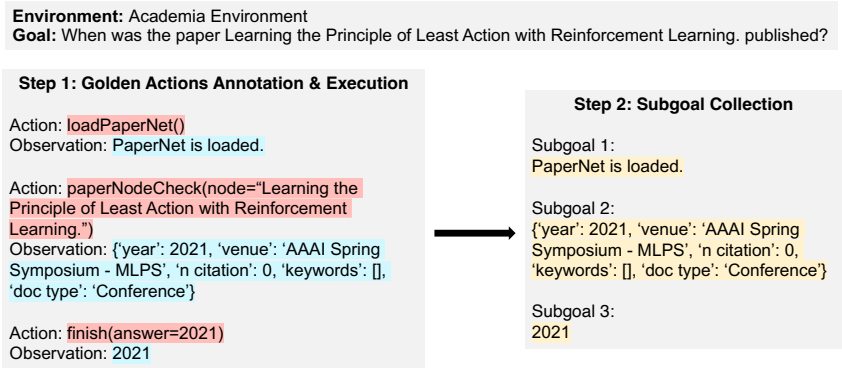 Environment: Academia Environment
Goal: When was the paper Learning the Principle of Least Action with Reinforcement Learning. published?
Step 1: Golden Actions Annotation & Execution
Action: loadPaperNet()
Observation: PaperNet is loaded.
Action: paperNodeCheck(node=“Learning the
Principle of Least Action with Reinforcement
Learning.”)
Observation: {‘year’: 2021, ‘venue’: ‘AAAI Spring
Symposium - MLPS’, ‘n citation’: 0, ‘keywords’: [],
‘doc type’: ‘Conference’}
Action: finish(answer=2021)
Observation: 2021
Step 2: Subgoal Collection
Subgoal 1:
PaperNet is loaded.
Subgoal 2:
{‘year’: 2021, ‘venue’: ‘AAAI Spring
Symposium - MLPS’, ‘n citation’: 0,
‘keywords’: [], ‘doc type’: ‘Conference’}
Subgoal 3:
2021